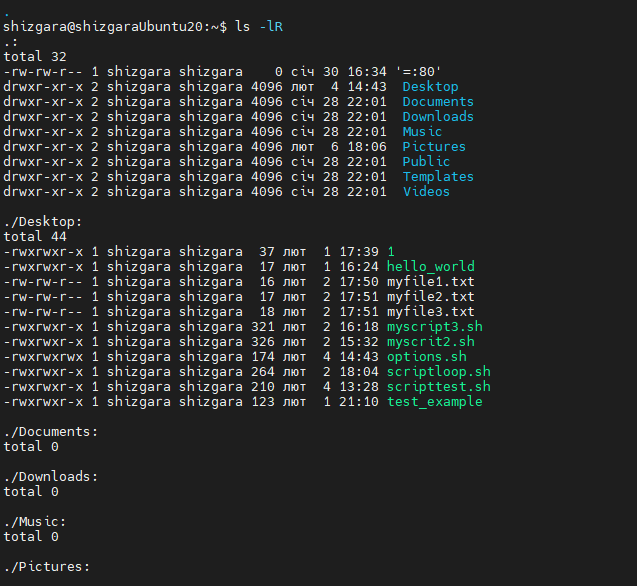 .
shizgara@shizgaraUbuntu20:~$ ls -lR
.:
total 32
-rw-rw-r-- 1 shizgara shizgara    0 січ 30 16:34 '=:80'
drwxr-xr-x 2 shizgara shizgara 4096 лют  4 14:43  Desktop
drwxr-xr-x 2 shizgara shizgara 4096 січ 28 22:01  Documents
drwxr-xr-x 2 shizgara shizgara 4096 січ 28 22:01  Downloads
drwxr-xr-x 2 shizgara shizgara 4096 січ 28 22:01  Music
drwxr-xr-x 2 shizgara shizgara 4096 лют  6 18:06  Pictures
drwxr-xr-x 2 shizgara shizgara 4096 січ 28 22:01  Public
drwxr-xr-x 2 shizgara shizgara 4096 січ 28 22:01  Templates
drwxr-xr-x 2 shizgara shizgara 4096 січ 28 22:01  Videos

./Desktop:
total 44
-rwxrwxr-x 1 shizgara shizgara  37 лют  1 17:39 1
-rwxrwxr-x 1 shizgara shizgara  17 лют  1 16:24 hello_world
-rw-rw-r-- 1 shizgara shizgara  16 лют  2 17:50 myfile1.txt
-rw-rw-r-- 1 shizgara shizgara  17 лют  2 17:51 myfile2.txt
-rw-rw-r-- 1 shizgara shizgara  18 лют  2 17:51 myfile3.txt
-rwxrwxr-x 1 shizgara shizgara 321 лют  2 16:18 myscript3.sh
-rwxrwxr-x 1 shizgara shizgara 326 лют  2 15:32 myscrit2.sh
-rwxrwxrwx 1 shizgara shizgara 174 лют  4 14:43 options.sh
-rwxrwxr-x 1 shizgara shizgara 264 лют  2 18:04 scriptloop.sh
-rwxrwxr-x 1 shizgara shizgara 210 лют  4 13:28 scripttest.sh
-rwxrwxr-x 1 shizgara shizgara 123 лют  1 21:10 test_example

./Documents:
total 0

./Downloads:
total 0

./Music:
total 0

./Pictures: